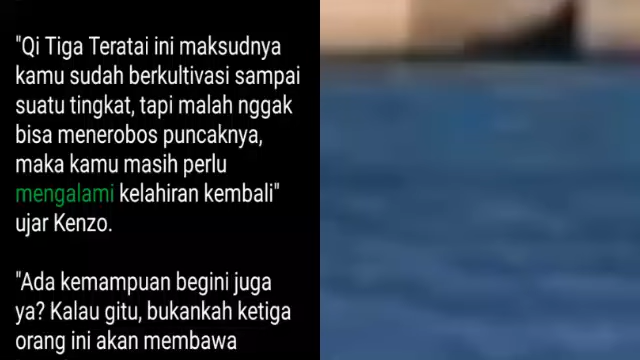 "Qi Tiga Teratai ini maksudnya
kamu sudah berkultivasi sampai
suatu tingkat, tapi malah nggak
bisa menerobos puncaknya,
maka kamu masih perlu
mengalami kelahiran kembali"
ujar Kenzo.
"Ada kemampuan begini juga
ya? Kalau gitu, bukankah ketiga
orang ini akan membawa